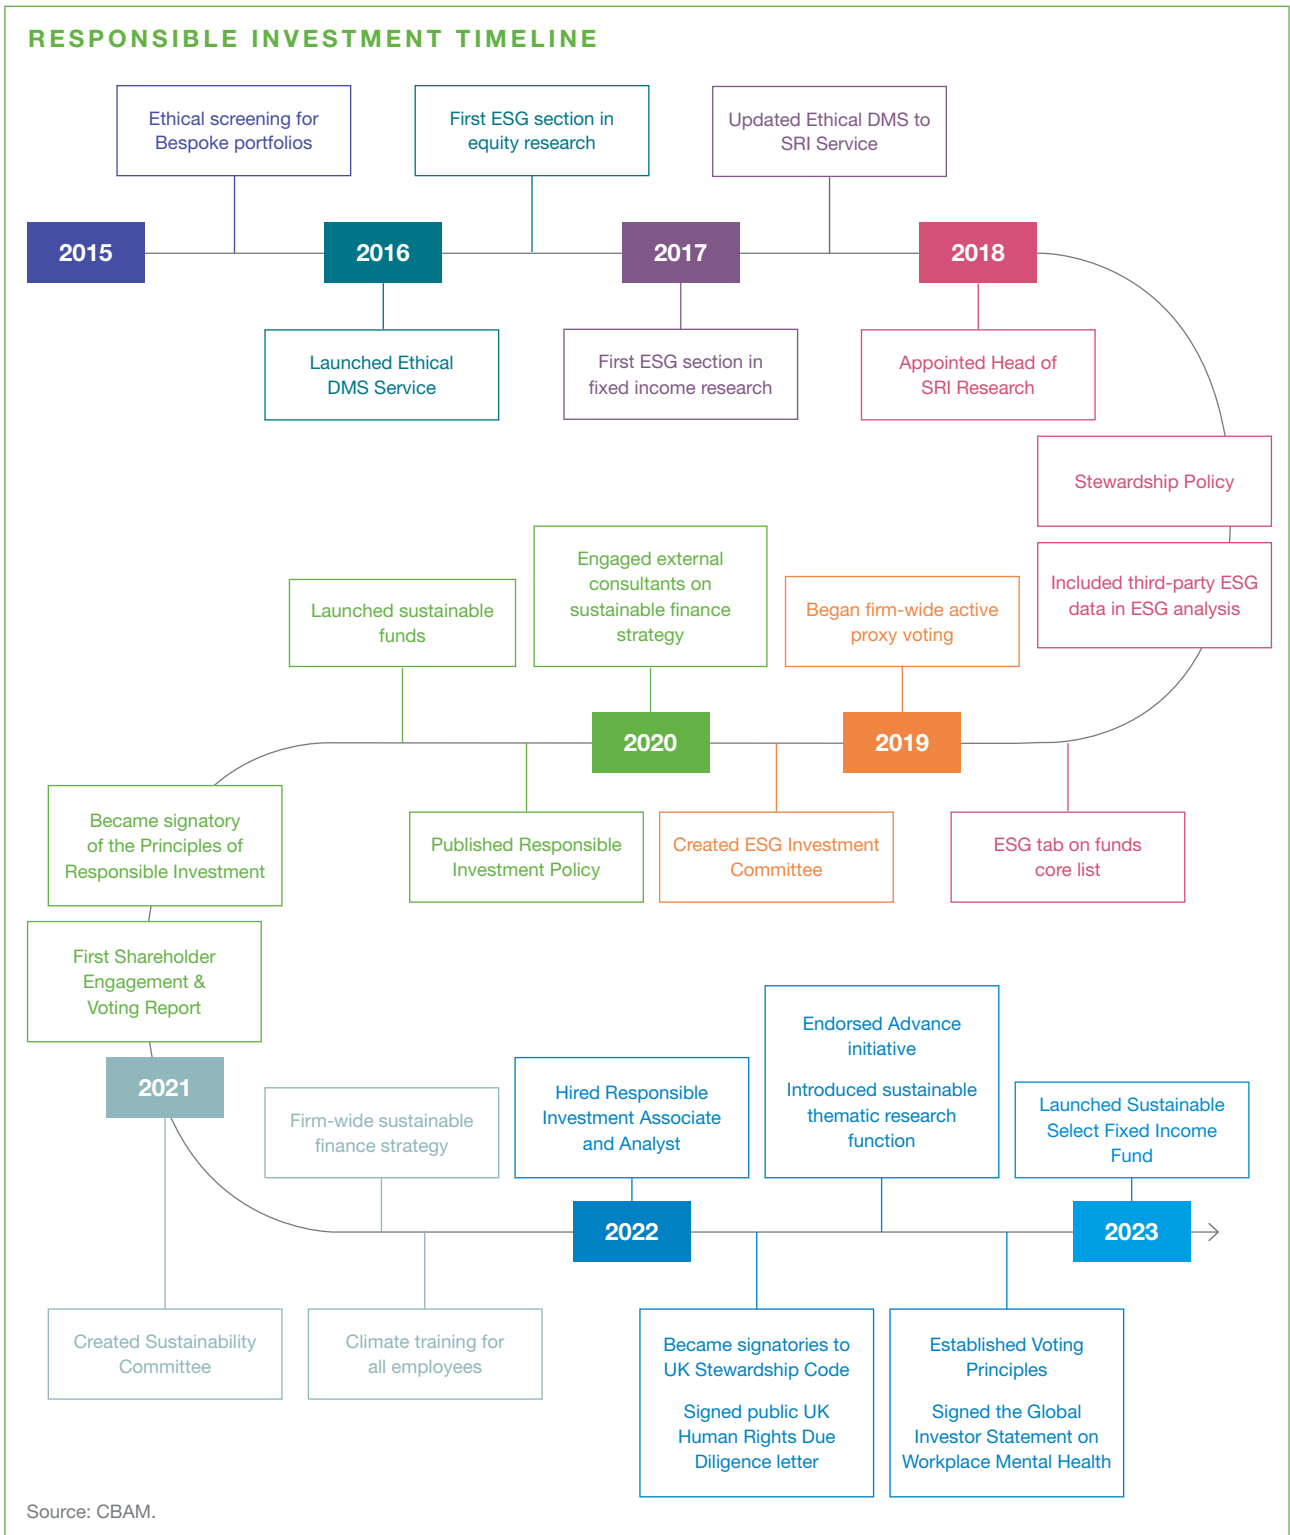 RESPONSIBLE INVESTMENT TIMELINE
Ethical screening for
Bespoke portfolios
First ESG section in
equity research
Updated Ethical DMS to
SRI Service
2015
2016
2017
2018
Launched Ethical
DMS Service
First ESG section in
fixed income research
Appointed Head of
SRI Research
Stewardship Policy
Included third-party ESG
data in ESG analysis
Launched sustainable
funds
Engaged external
consultants on
sustainable finance
strategy
Began firm-wide active
proxy voting
2020
2019
Became signatory
of the Principles of
Responsible Investment
Published Responsible
Investment Policy
Created ESG Investment
Committee
ESG tab on funds
core list
First Shareholder
Engagement &
Voting Report
2021
Firm-wide sustainable
finance strategy
Hired Responsible
Investment Associate
and Analyst
Endorsed Advance
initiative
Introduced sustainable
thematic research
function
Launched Sustainable
Select Fixed Income
Fund
2022
2023
Created Sustainability
Committee
Climate training for
all employees
Became signatories to
UK Stewardship Code
Signed public UK
Human Rights Due
Diligence letter
Established Voting
Principles
Signed the Global
Investor Statement on
Workplace Mental Health
Source: CBAM.